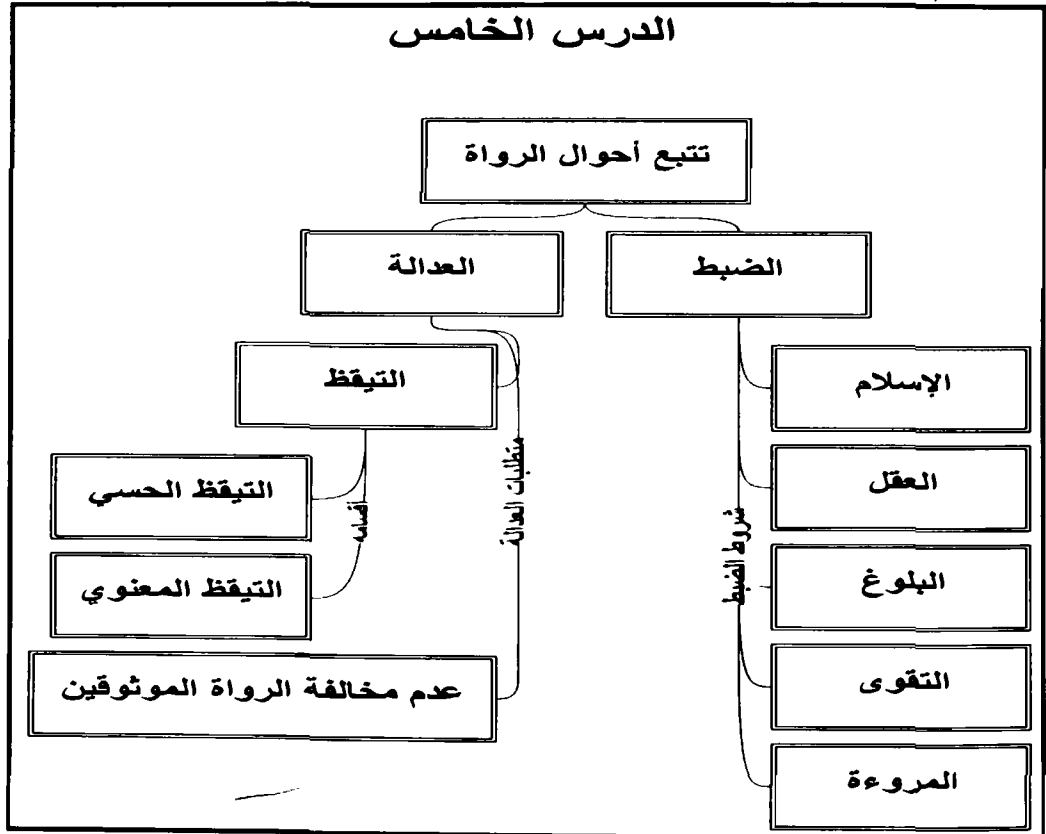 الدرس الخامس
تتبع أحوال الرواة
الضبط
العدالة
شروط الضبط
الإسلام
العقل
البلوغ
التقوى
المروءة
متطلبات العدالة
التيقظ
أقسامه
التيقظ الحسي
التيقظ المعنوي
عدم مخالفة الرواة الموثوقين